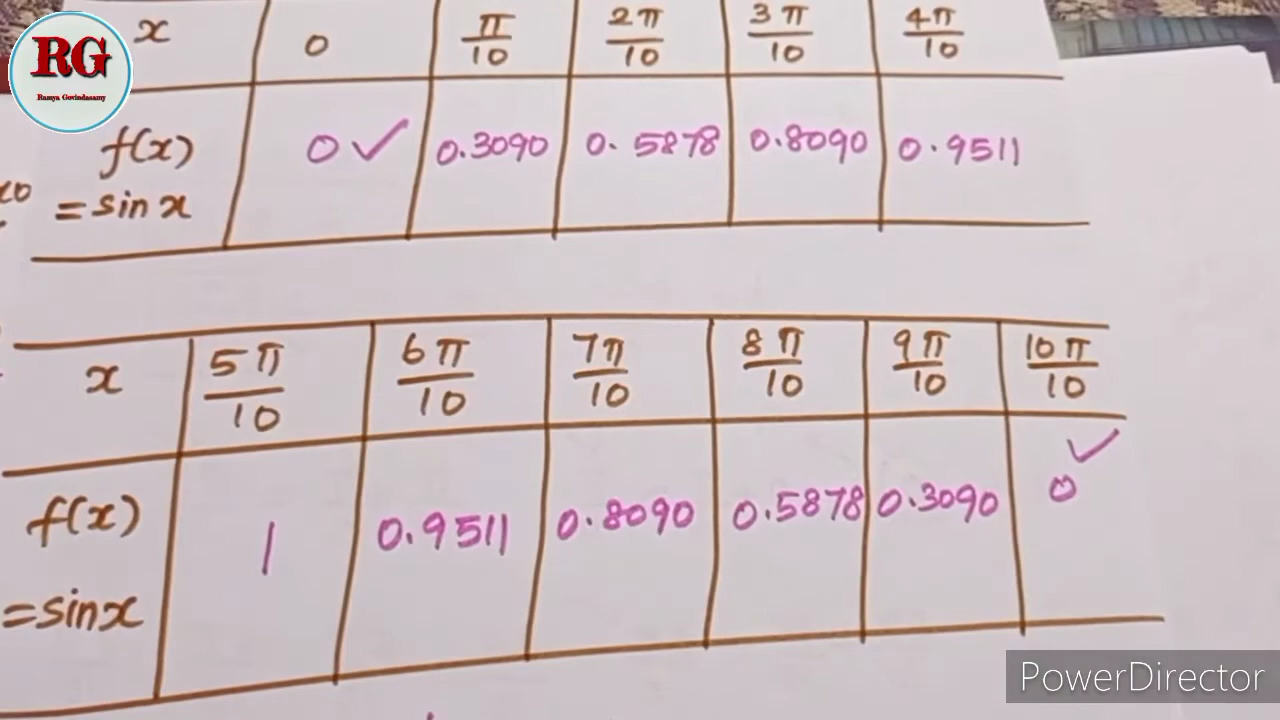 RG
Ramya Govindasamy
x 0 π/10 2π/10 3π/10 4π/10
f(x) = sin x 0 ✓ 0.3090 0.5878 0.8090 0.9511
x 5π/10 6π/10 7π/10 8π/10 9π/10 10π/10
f(x) = sinx 1 0.9511 0.8090 0.5878 0.3090 0 ✓
PowerDirector